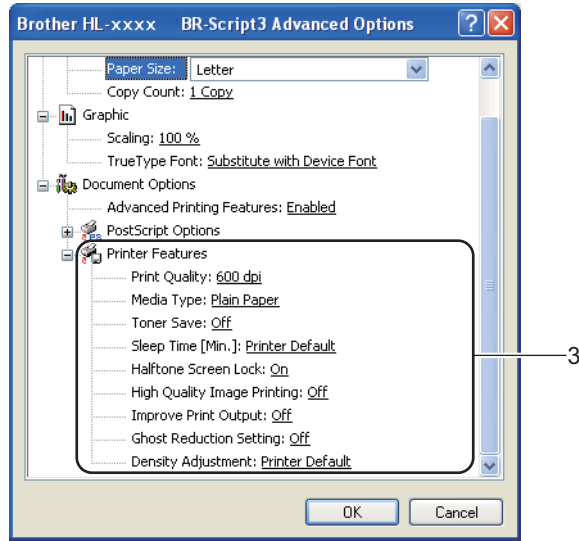 Brother HL-xxxx BR-Script3 Advanced Options
Paper Size: Letter
Copy Count: 1 Copy
Graphic
Scaling: 100 %
TrueType Font: Substitute with Device Font
Document Options
Advanced Printing Features: Enabled
PostScript Options
Printer Features
Print Quality: 600 dpi
Media Type: Plain Paper
Toner Save: Off
Sleep Time [Min.]: Printer Default
3
Halftone Screen Lock: On
High Quality Image Printing: Off
Improve Print Output: Off
Ghost Reduction Setting: Off
Density Adjustment: Printer Default
OK Cancel